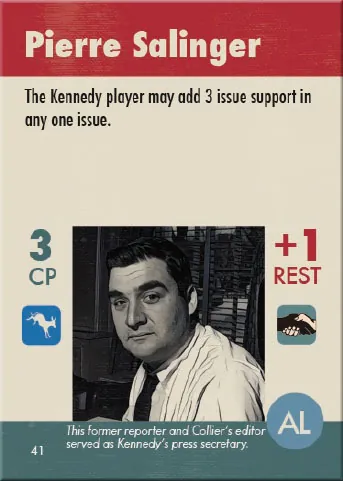 Pierre Salinger
The Kennedy player may add 3 issue support in
any one issue.
3
CP
+1
REST
AL
This former reporter and Collier's editor
served as Kennedy's press secretary.
41